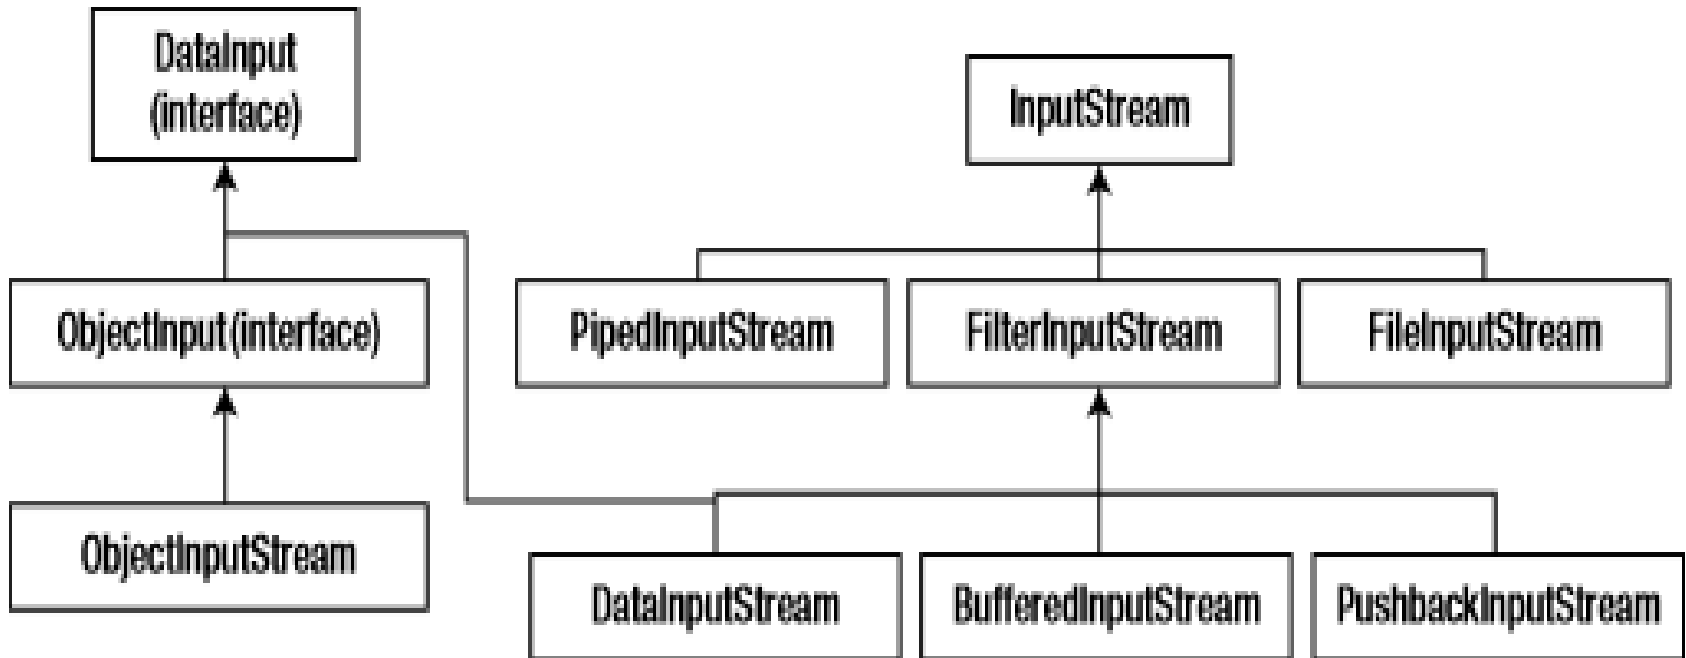 DataInput
(interface)
InputStream
ObjectInput (interface)
PipedInputStream
FilterInputStream
FileInputStream
ObjectInputStream
DataInputStream
BufferedInputStream
PushbackInputStream